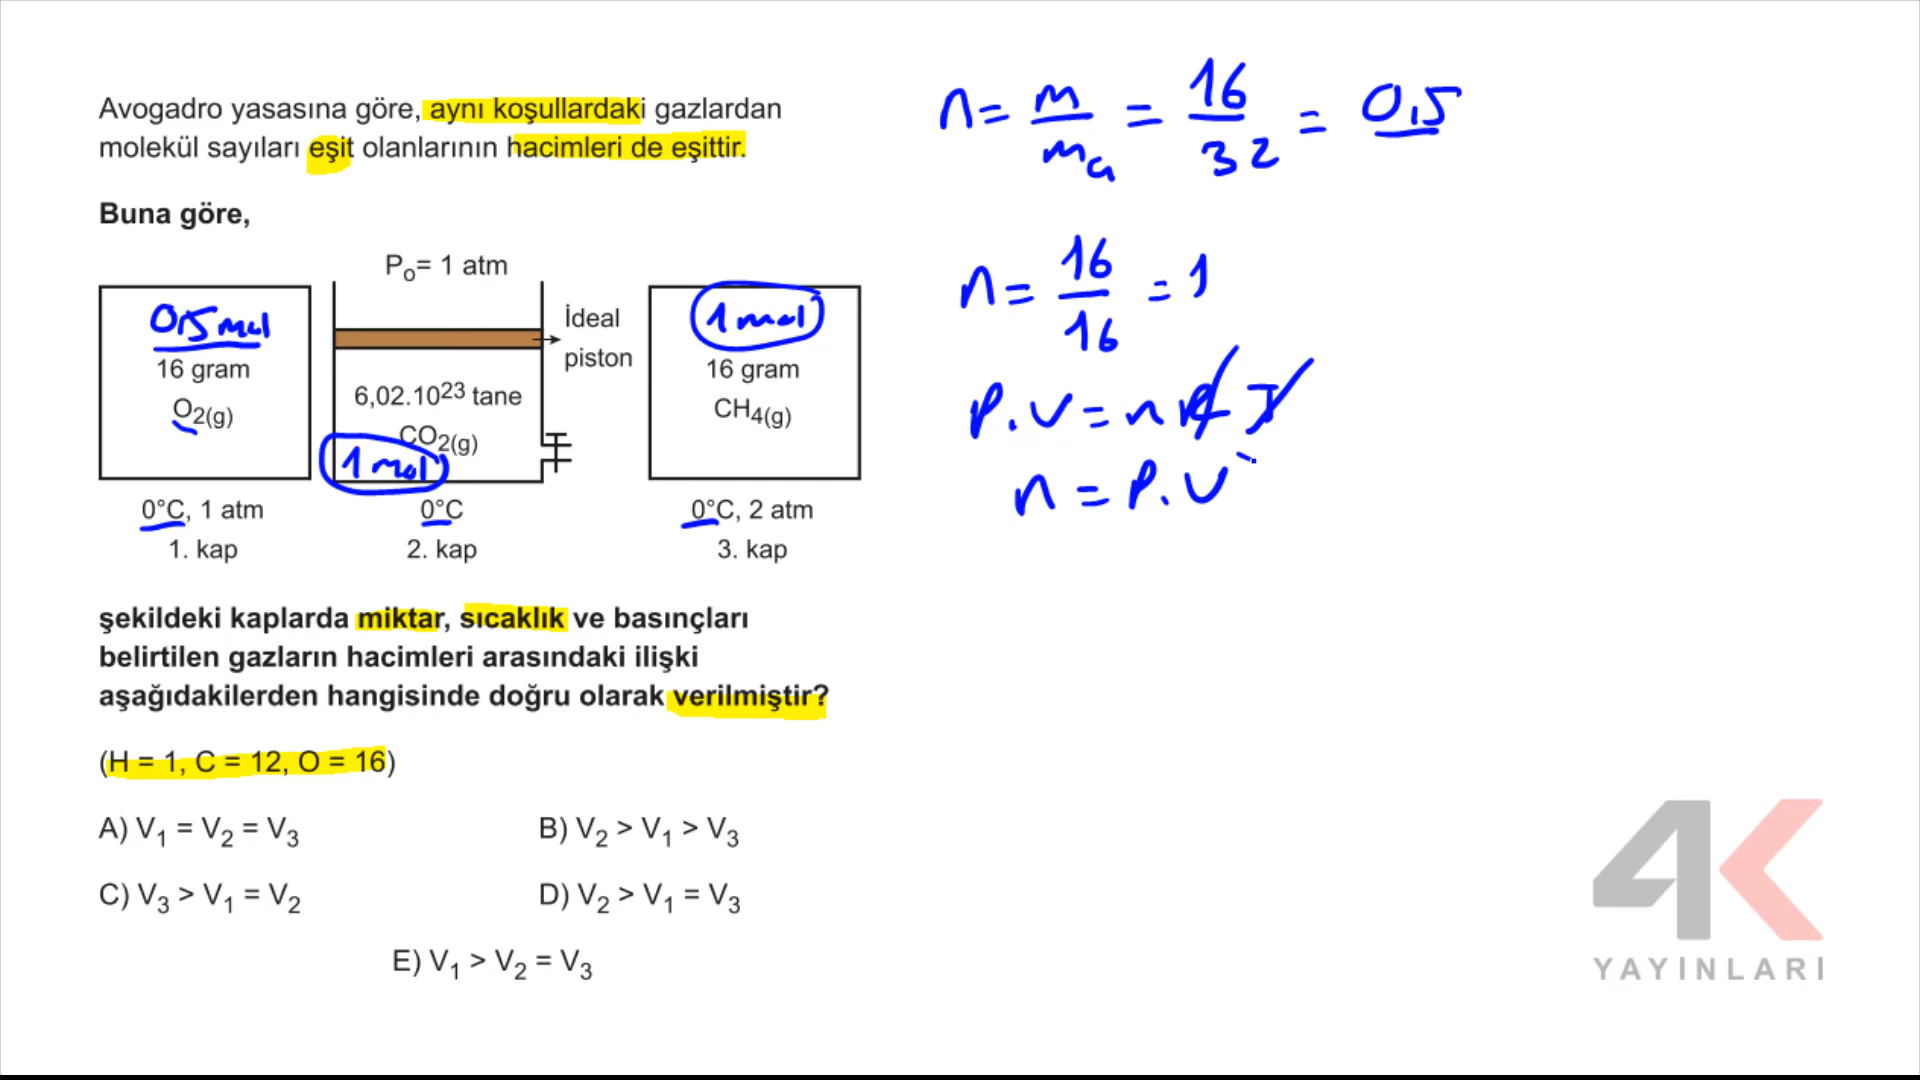 Avogadro yasasına göre, aynı koşullardaki gazlardan
molekül sayıları eşit olanlarının hacimleri de eşittir.
Buna göre,
P₀= 1 atm
İdeal
piston
0,5 mol
16 gram
O₂(g)
6,02.10²³ tane
CO₂(g)
1 mol
1 mol
16 gram
CH₄(g)
0°C, 1 atm
0°C
0°C, 2 atm
1. kap
2. kap
3. kap
şekildeki kaplarda miktar, sıcaklık ve basınçları
belirtilen gazların hacimleri arasındaki ilişki
aşağıdakilerden hangisinde doğru olarak verilmiştir?
(H = 1, C = 12, O = 16)
A) V₁ = V₂ = V₃
B) V₂ > V₁ > V₃
C) V₃ > V₁ = V₂
D) V₂ > V₁ = V₃
E) V₁ > V₂ = V₃
n = m/ma = 16/32 = 0,5
n = 16/16 = 1
P.V = n R T
n = P.V
4K
YAYINLARI